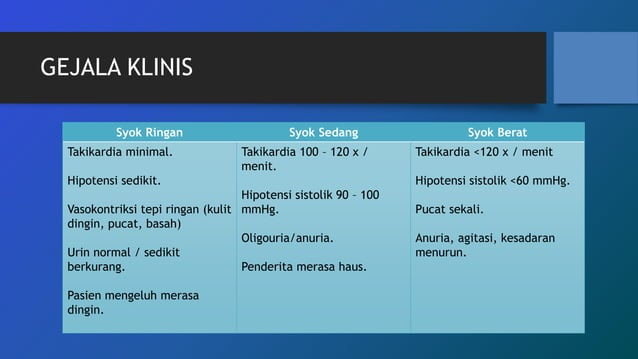 GEJALA KLINIS
Syok Ringan
Takikardia minimal.
Hipotensi sedikit.
Vasokontriksi tepi ringan (kulit
dingin, pucat, basah)
Urin normal / sedikit
berkurang.
Pasien mengeluh merasa
dingin.
Syok Sedang
Takikardia 100 – 120 x /
menit.
Hipotensi sistolik 90 – 100
mmHg.
Oligouria/anuria.
Penderita merasa haus.
Syok Berat
Takikardia <120 x / menit
Hipotensi sistolik <60 mmHg.
Pucat sekali.
Anuria, agitasi, kesadaran
menurun.